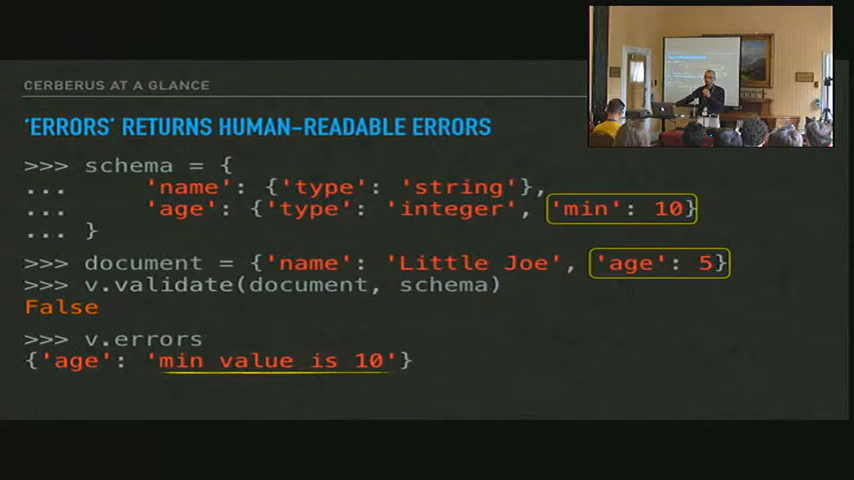 CERBERUS AT A GLANCE
‘ERRORS’ RETURNS HUMAN-READABLE ERRORS
>>> schema = {
... 'name': {'type': 'string'},
... 'age': {'type': 'integer', 'min': 10}
... }
>>> document = {'name': 'Little Joe', 'age': 5}
>>> v.validate(document, schema)
False
>>> v.errors
{'age': 'min value is 10'}